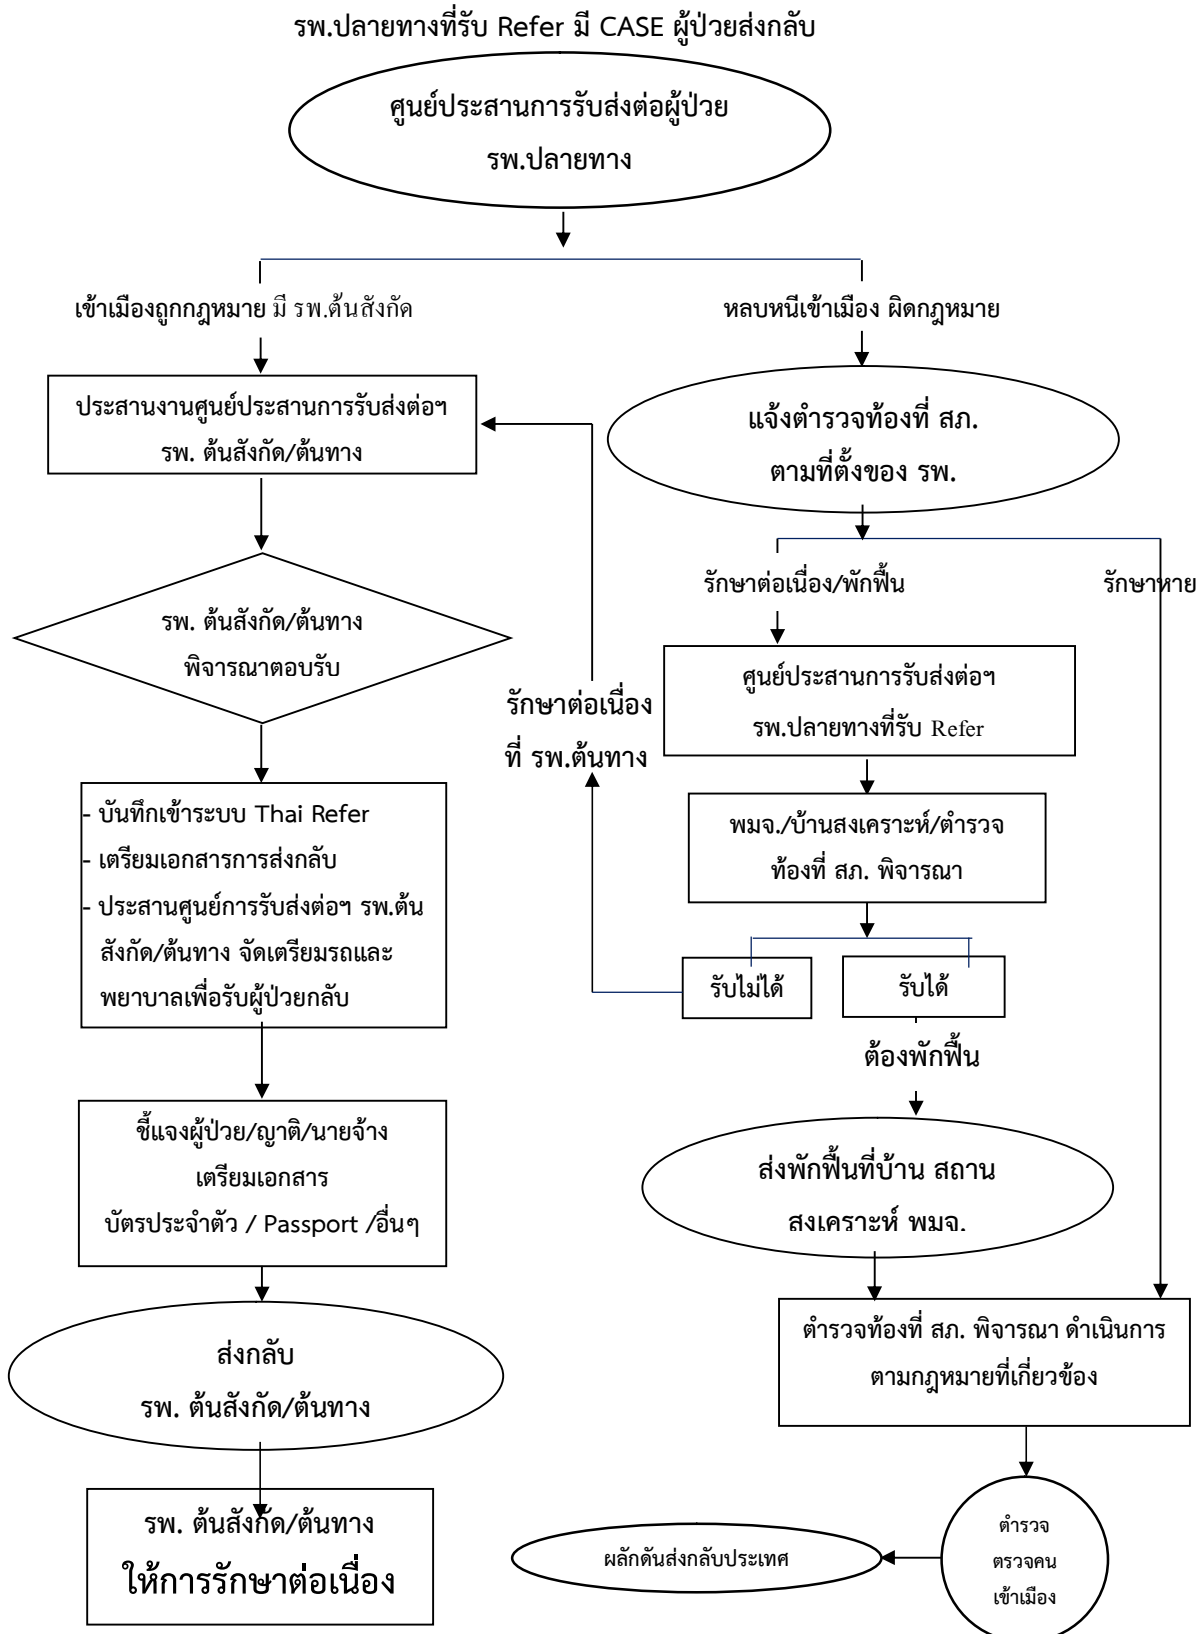 รพ.ปลายทางที่รับ Refer มี CASE ผู้ป่วยส่งกลับ
ศูนย์ประสานการรับส่งต่อผู้ป่วย
รพ.ปลายทาง
เข้าเมืองถูกกฎหมาย มี รพ.ต้นสังกัด
หลบหนีเข้าเมือง ผิดกฎหมาย
ประสานงานศูนย์ประสานการรับส่งต่อฯ
รพ. ต้นสังกัด/ต้นทาง
แจ้งตำรวจท้องที่ สภ.
ตามที่ตั้งของ รพ.
รักษาต่อเนื่อง/พักฟื้น
รักษาหาย
รพ. ต้นสังกัด/ต้นทาง
พิจารณาตอบรับ
ศูนย์ประสานการรับส่งต่อฯ
รพ.ปลายทางที่รับ Refer
รักษาต่อเนื่อง
ที่ รพ.ต้นทาง
- บันทึกเข้าระบบ Thai Refer
- เตรียมเอกสารการส่งกลับ
- ประสานศูนย์การรับส่งต่อฯ รพ.ต้น
สังกัด/ต้นทาง จัดเตรียมรถและ
พยาบาลเพื่อรับผู้ป่วยกลับ
พมจ./บ้านสงเคราะห์/ตำรวจ
ท้องที่ สภ. พิจารณา
รับไม่ได้
รับได้
ต้องพักฟื้น
ชี้แจงผู้ป่วย/ญาติ/นายจ้าง
เตรียมเอกสาร
บัตรประจำตัว / Passport /อื่นๆ
ส่งพักฟื้นที่บ้าน สถาน
สงเคราะห์ พมจ.
ส่งกลับ
รพ. ต้นสังกัด/ต้นทาง
ตำรวจท้องที่ สภ. พิจารณา ดำเนินการ
ตามกฎหมายที่เกี่ยวข้อง
รพ. ต้นสังกัด/ต้นทาง
ให้การรักษาต่อเนื่อง
ผลักดันส่งกลับประเทศ
ตำรวจ
ตรวจคน
เข้าเมือง